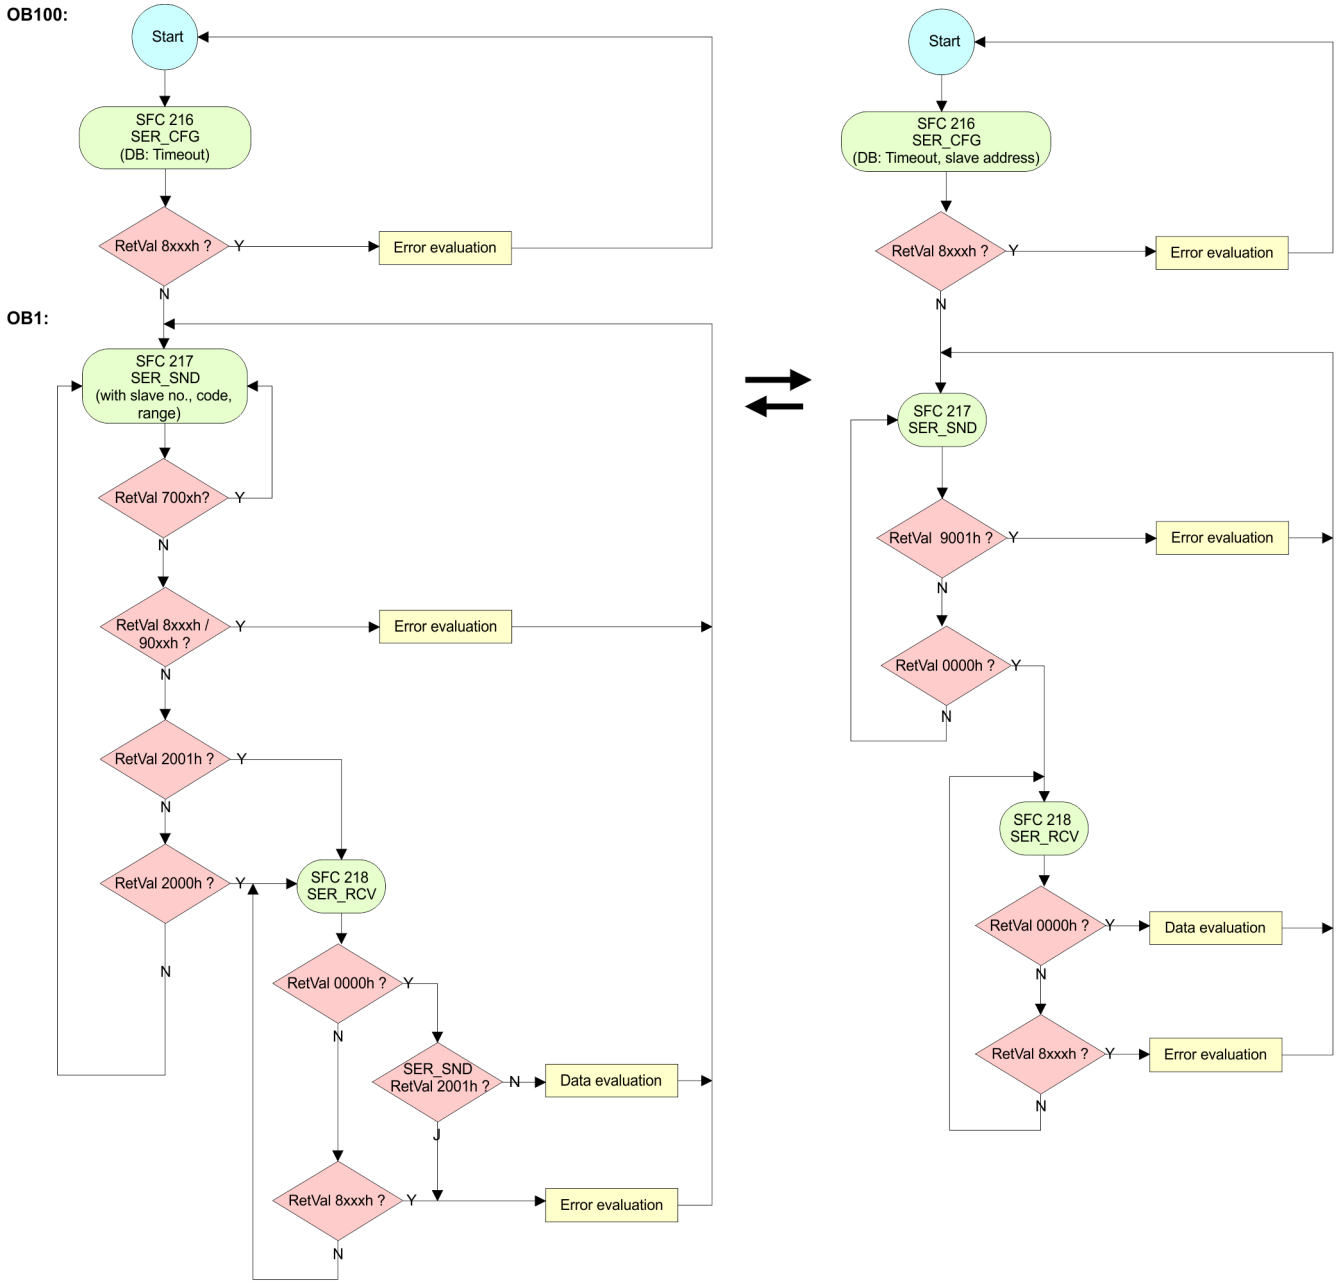 OB100:
Start
SFC 216
SER_CFG
(DB: Timeout)
RetVal 8xxxh ?
Y
Error evaluation
N
OB1:
SFC 217
SER_SND
(with slave no., code,
range)
RetVal 700xh?
Y
N
RetVal 8xxxh /
90xxh ?
Y
Error evaluation
N
RetVal 2001h ?
Y
N
RetVal 2000h ?
Y
N
SFC 218
SER_RCV
RetVal 0000h ?
Y
N
SER_SND
RetVal 2001h ?
N
Data evaluation
J
RetVal 8xxxh ?
Y
Error evaluation
N
Start
SFC 216
SER_CFG
(DB: Timeout, slave address)
RetVal 8xxxh ?
Y
Error evaluation
N
SFC 217
SER_SND
RetVal 9001h ?
Y
Error evaluation
N
RetVal 0000h ?
Y
N
SFC 218
SER_RCV
RetVal 0000h ?
Y
Data evaluation
N
RetVal 8xxxh ?
Y
Error evaluation
N